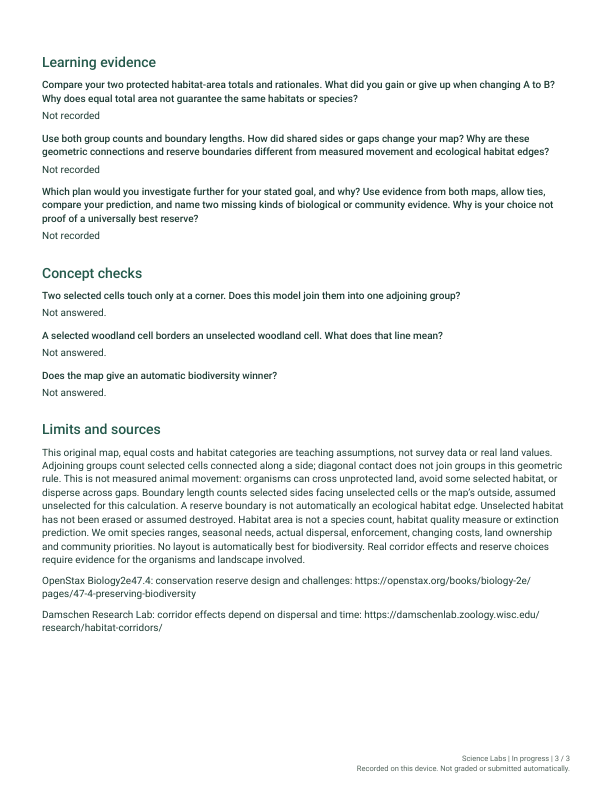 Learning evidence
Compare your two protected habitat-area totals and rationales. What did you gain or give up when changing A to B?
Why does equal total area not guarantee the same habitats or species?
Not recorded
Use both group counts and boundary lengths. How did shared sides or gaps change your map? Why are these
geometric connections and reserve boundaries different from measured movement and ecological habitat edges?
Not recorded
Which plan would you investigate further for your stated goal, and why? Use evidence from both maps, allow ties,
compare your prediction, and name two missing kinds of biological or community evidence. Why is your choice not
proof of a universally best reserve?
Not recorded
Concept checks
Two selected cells touch only at a corner. Does this model join them into one adjoining group?
Not answered.
A selected woodland cell borders an unselected woodland cell. What does that line mean?
Not answered.
Does the map give an automatic biodiversity winner?
Not answered.
Limits and sources
This original map, equal costs and habitat categories are teaching assumptions, not survey data or real land values.
Adjoining groups count selected cells connected along a side; diagonal contact does not join groups in this geometric
rule. This is not measured animal movement: organisms can cross unprotected land, avoid some selected habitat, or
disperse across gaps. Boundary length counts selected sides facing unselected cells or the map's outside, assumed
unselected for this calculation. A reserve boundary is not automatically an ecological habitat edge. Unselected habitat
has not been erased or assumed destroyed. Habitat area is not a species count, habitat quality measure or extinction
prediction. We omit species ranges, seasonal needs, actual dispersal, enforcement, changing costs, land ownership
and community priorities. No layout is automatically best for biodiversity. Real corridor effects and reserve choices
require evidence for the organisms and landscape involved.
OpenStax Biology2e47.4: conservation reserve design and challenges: https://openstax.org/books/biology-2e/
pages/47-4-preserving-biodiversity
Damschen Research Lab: corridor effects depend on dispersal and time: https://damschenlab.zoology.wisc.edu/
research/habitat-corridors/
Science Labs | In progress | 3 / 3
Recorded on this device. Not graded or submitted automatically.